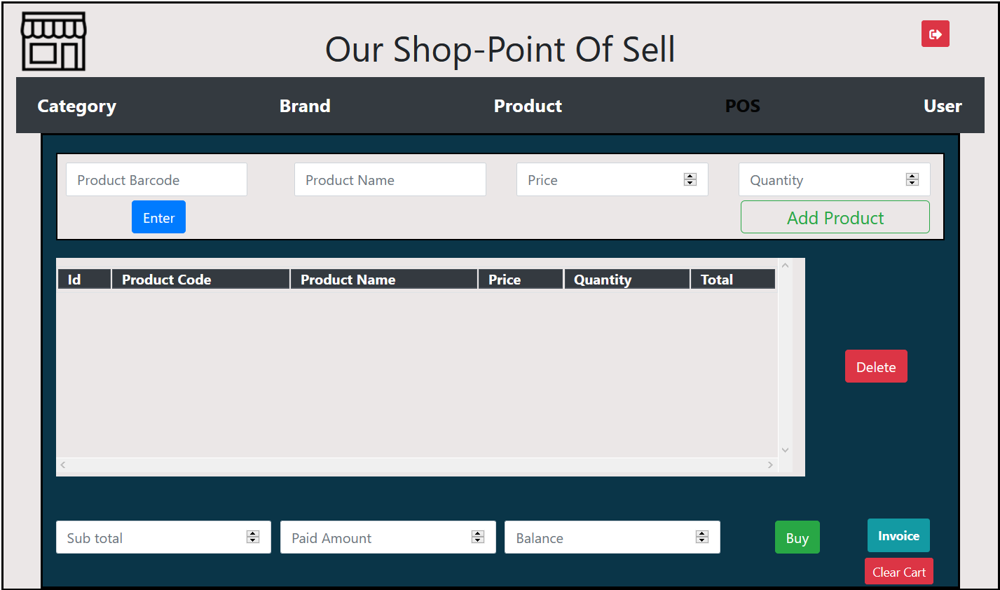 Our Shop-Point Of Sell
Category Brand Product POS User
Product Barcode Product Name Price Quantity
Enter Add Product
Id Product Code Product Name Price Quantity Total
Delete
Sub total Paid Amount Balance Buy Invoice
Clear Cart